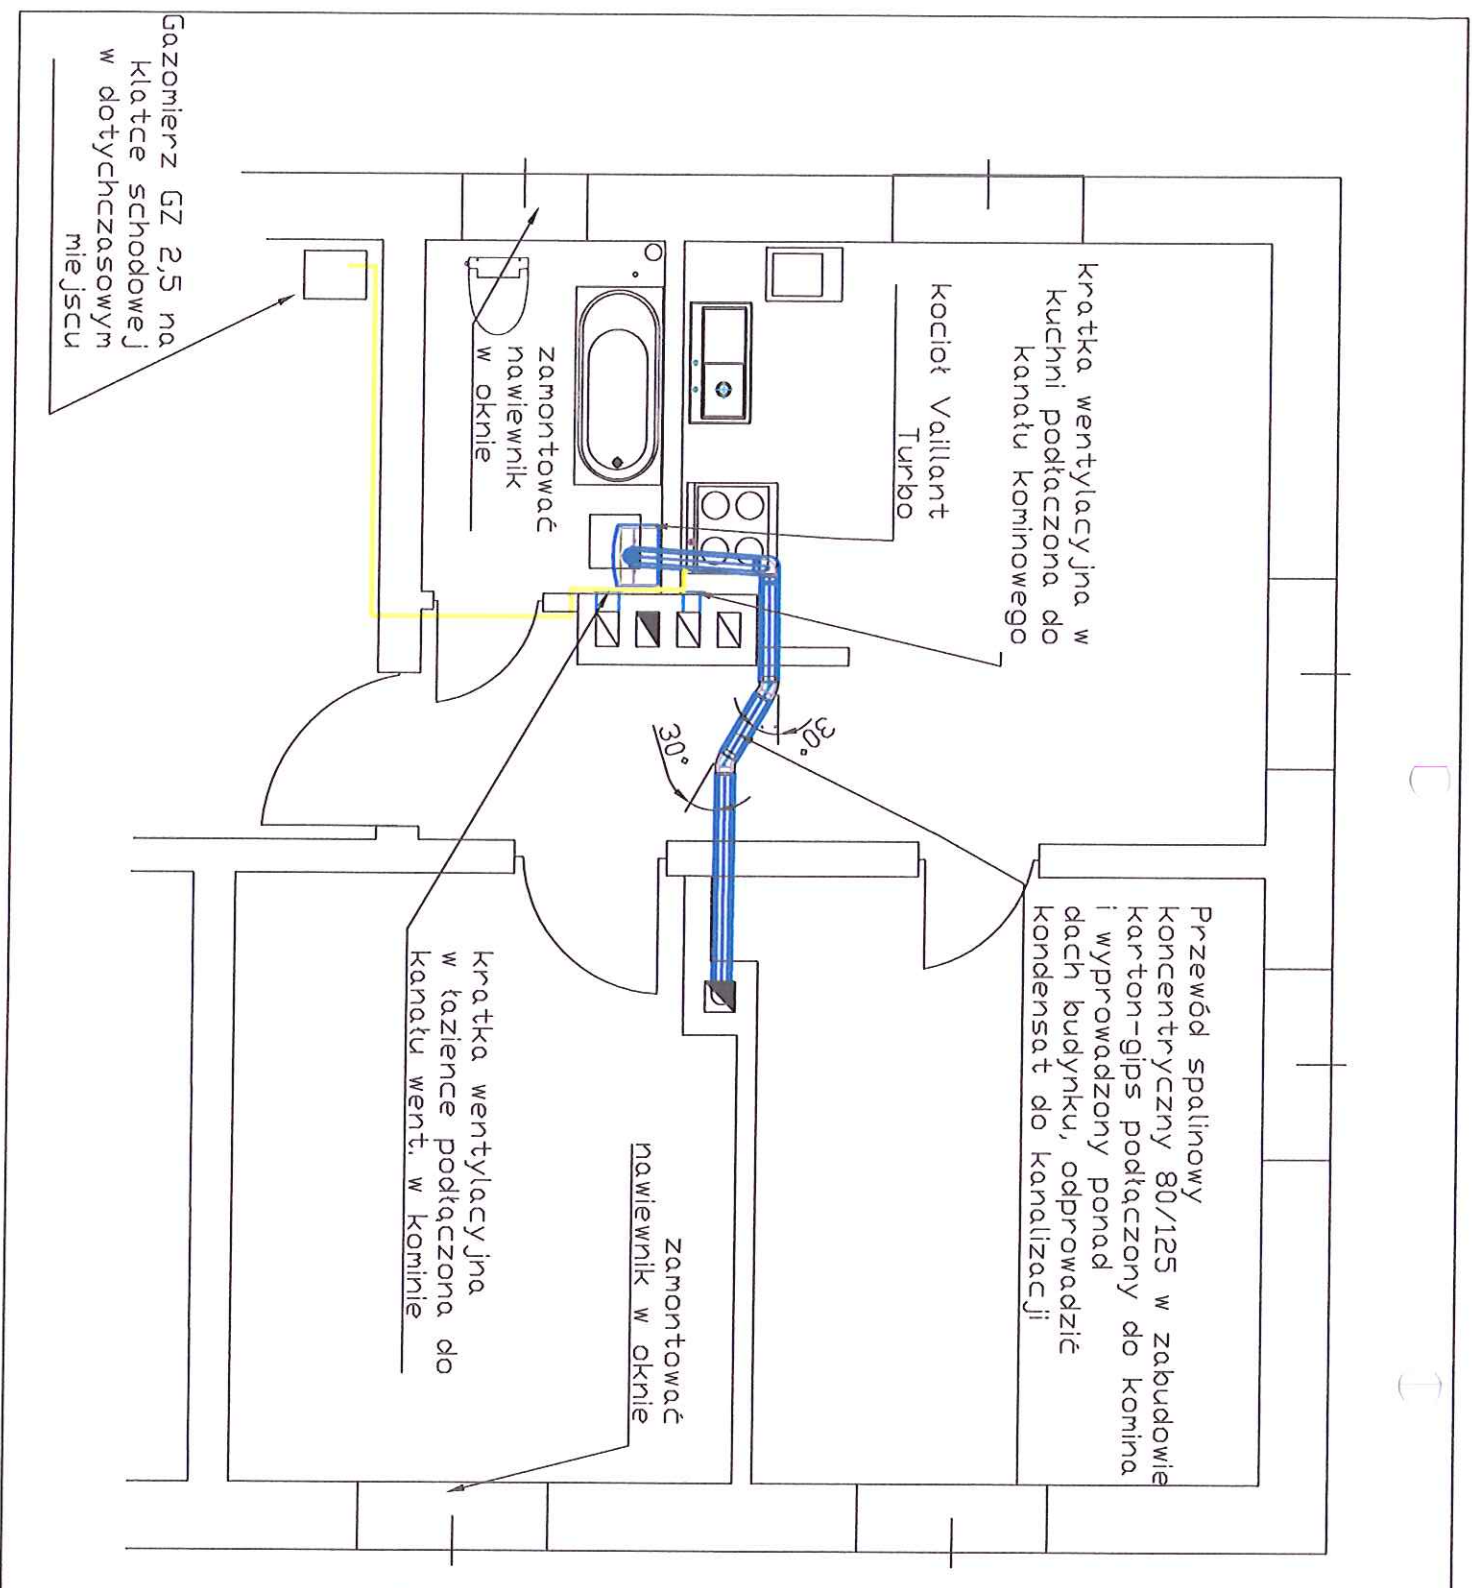 kratka wentylacyjna w
kuchni podłączona do
kanału kominowego
kocioł Vaillant
Turbo
zamontować
nawiewnik
w oknie
Gazomierz GZ 2,5 na
klatce schodowej
w dotychczasowym
miejscu
30°
30°
Przewód spalinowy
koncentryczny 80/125 w zabudowie
karton-gips podłączony do komina
i wyprowadzony ponad
dach budynku, odprowadzić
kondensat do kanalizacji
zamontować
nawiewnik w oknie
kratka wentylacyjna
w łazience podłączona do
kanału went. w kominie